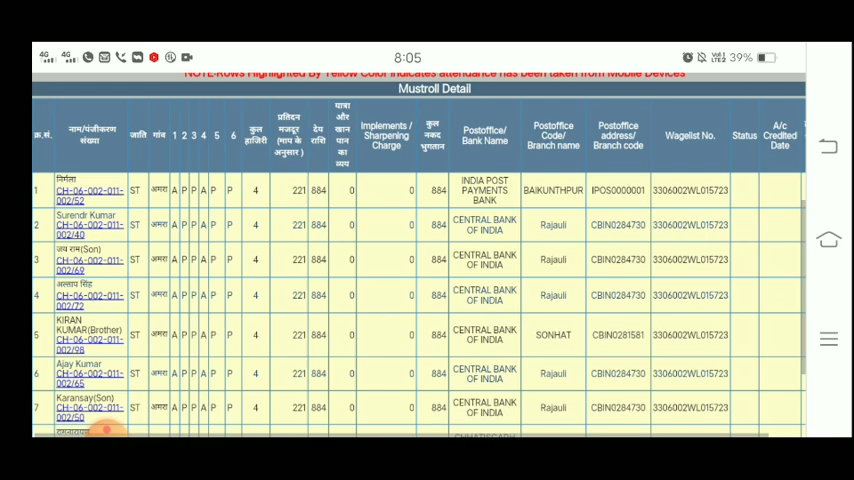 4G 4G 8:05 Vo) 1 LTE2 39%
NOTE:Rows Highlighted By Yellow Color indicates attendance has been taken from Mobile Devices
Mustroll Detail
क्र.सं. नाम/पंजीकरण संख्या जाति गांव 1 2 3 4 5 6 कुल हाजिरी प्रतिदिन मजदूर (माप के अनुसार ) देय राशि यात्रा और खान पान का व्यय Implements / Sharpening Charge कुल नकद भुगतान Postoffice/ Bank Name Postoffice Code/ Branch name Postoffice address/ Branch code Wagelist No. Status A/c Credited Date
1 निर्मला CH-06-002-011-002/52 ST अमरा A P P A P P 4 221 884 0 0 884 INDIA POST PAYMENTS BANK BAIKUNTHPUR IPOS0000001 3306002WL015723
2 Surendr Kumar CH-06-002-011-002/40 ST अमरा A P P A P P 4 221 884 0 0 884 CENTRAL BANK OF INDIA Rajauli CBIN0284730 3306002WL015723
3 जय राम(Son) CH-06-002-011-002/69 ST अमरा A P P A P P 4 221 884 0 0 884 CENTRAL BANK OF INDIA Rajauli CBIN0284730 3306002WL015723
4 सिंह CH-06-002-011-002/72 ST अमरा A P P A P P 4 221 884 0 0 884 CENTRAL BANK OF INDIA Rajauli CBIN0284730 3306002WL015723
5 KIRAN KUMAR(Brother) CH-06-002-011-002/98 ST अमरा A P P A P P 4 221 884 0 0 884 CENTRAL BANK OF INDIA SONHAT CBIN0281581 3306002WL015723
6 Ajay Kumar CH-06-002-011-002/65 ST अमरा A P P A P P 4 221 884 0 0 884 CENTRAL BANK OF INDIA Rajauli CBIN0284730 3306002WL015723
7 Karansay(Son) CH-06-002-011-002/50 ST अमरा A P P A P P 4 221 884 0 0 884 CENTRAL BANK OF INDIA Rajauli CBIN0284730 3306002WL015723